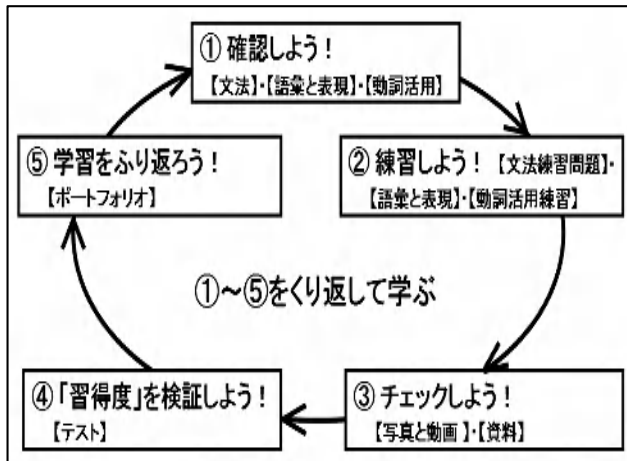 ① 確認しよう！
【文法】・【語彙と表現】・【動詞活用】
② 練習しよう！【文法練習問題】・
【語彙と表現】・【動詞活用練習】
③ チェックしよう！
【写真と動画】・【資料】
④「習得度」を検証しよう！
【テスト】
⑤ 学習をふり返ろう！
【ポートフォリオ】
①～⑤をくり返して学ぶ